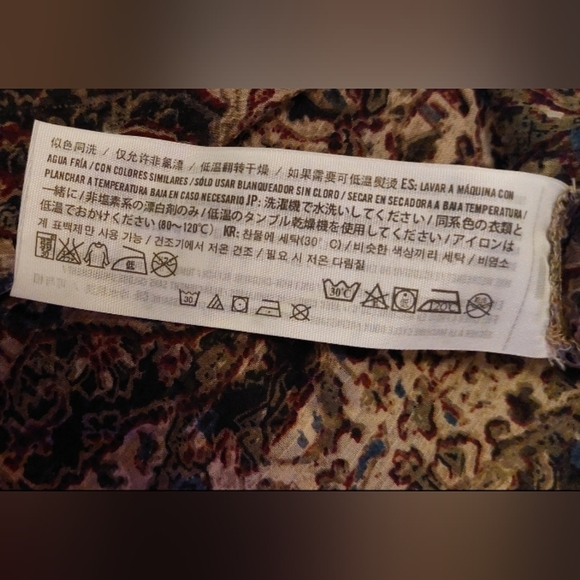 似色同洗 / 仅允许非氯漂 / 低温翻转干燥 / 如果需要可低温熨烫 ES: LAVAR A MÁQUINA CON
AGUA FRÍA / CON COLORES SIMILARES / SÓLO USAR BLANQUEADOR SIN CLORO / SECAR EN SECADORA A BAJA TEMPERATURA /
PLANCHAR A TEMPERATURA BAJA EN CASO NECESARIO JP: 洗濯機で水洗いしてください / 同系色の衣類と
一緒に / 非塩素系の漂白剤のみ / 低温のタンブル乾燥機を使用してください / アイロンは
低温でおかけください (80~120℃) KR: 찬물에 세탁(30° C) / 비슷한 색상끼리 세탁 / 비염소
계 표백제만 사용 가능 / 건조기에서 저온 건조 / 필요 시 저온 다림질
低
30
30℃
120℃